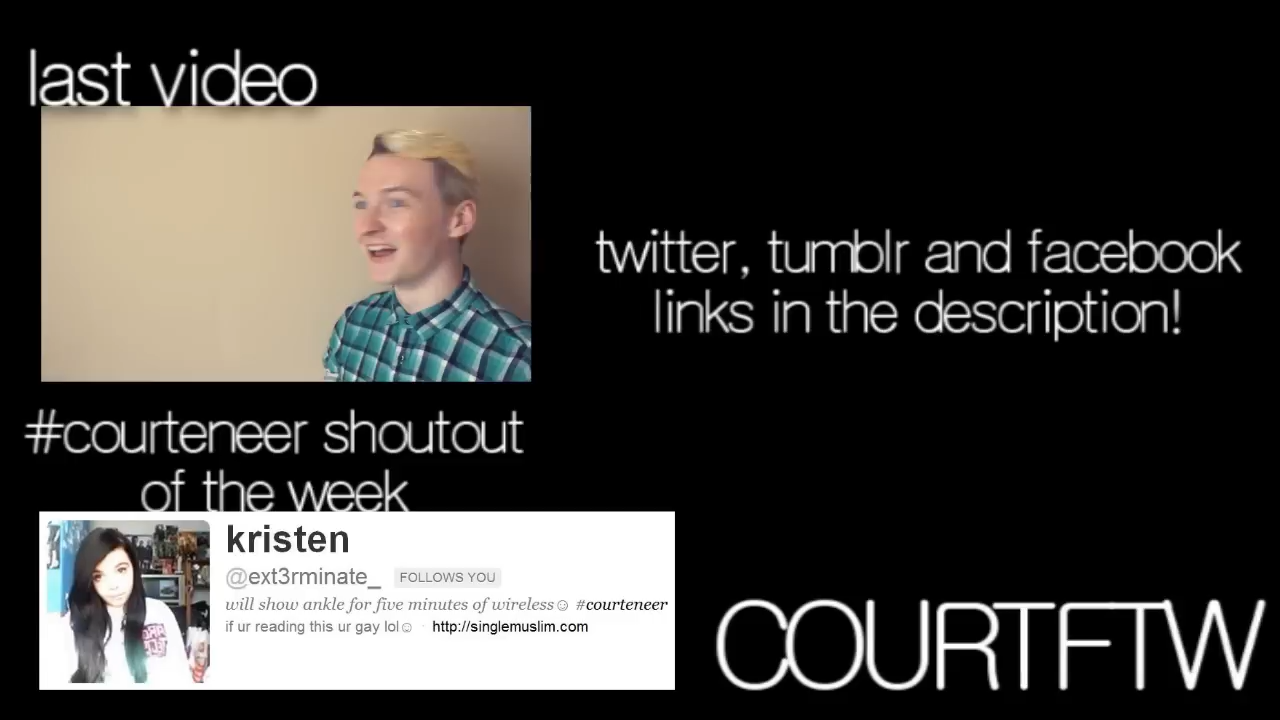 last video
twitter, tumblr and facebook
links in the description!
#courteneer shoutout
of the week
kristen
@ext3rminate_ FOLLOWS YOU
will show ankle for five minutes of wireless☺ #courteneer
if ur reading this ur gay lol☺ · http://singlemuslim.com
COURTFTW